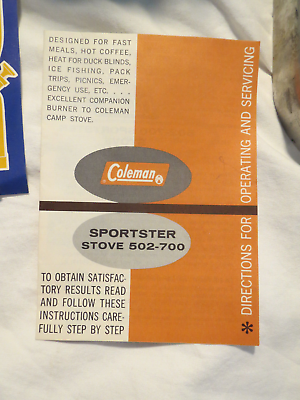 DESIGNED FOR FAST
MEALS, HOT COFFEE,
HEAT FOR DUCK BLINDS,
ICE FISHING, PACK
TRIPS, PICNICS, EMER-
GENCY USE, ETC. . . .
EXCELLENT COMPANION
BURNER TO COLEMAN
CAMP STOVE.
Coleman
SPORTSTER
STOVE 502-700
TO OBTAIN SATISFAC-
TORY RESULTS READ
AND FOLLOW THESE
INSTRUCTIONS CARE-
FULLY STEP BY STEP
* DIRECTIONS FOR OPERATING AND SERVICING